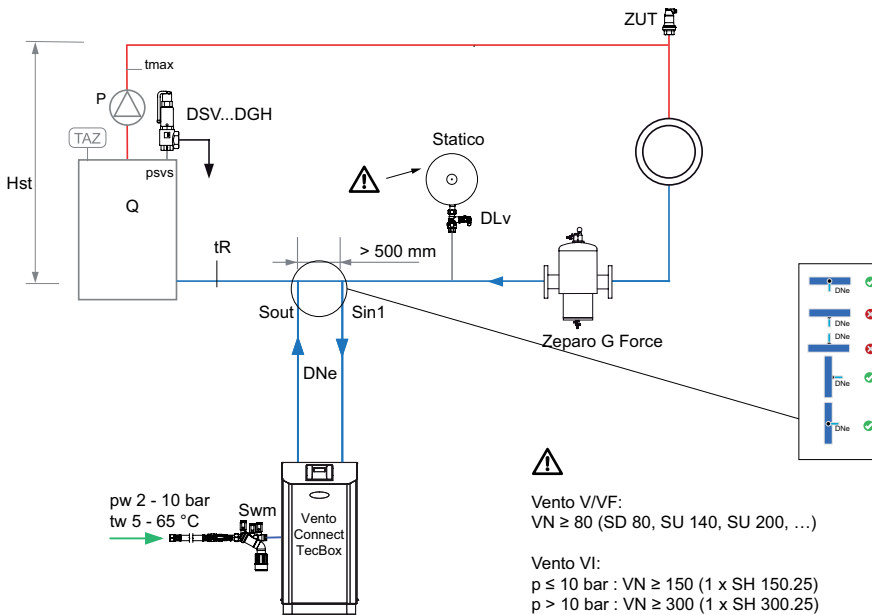 ZUT
tmax
P
DSV...DGH
TAZ
psvs
Hst
Q
Statico
DLv
tR
> 500 mm
Sout
Sin1
Zeparo G Force
DNe
DNe
DNe
DNe
DNe
DNe
pw 2 - 10 bar
tw 5 - 65 °C
Swm
Vento
Connect
TecBox
Vento V/VF:
VN ≥ 80 (SD 80, SU 140, SU 200, …)
Vento VI:
p ≤ 10 bar : VN ≥ 150 (1 x SH 150.25)
p > 10 bar : VN ≥ 300 (1 x SH 300.25)